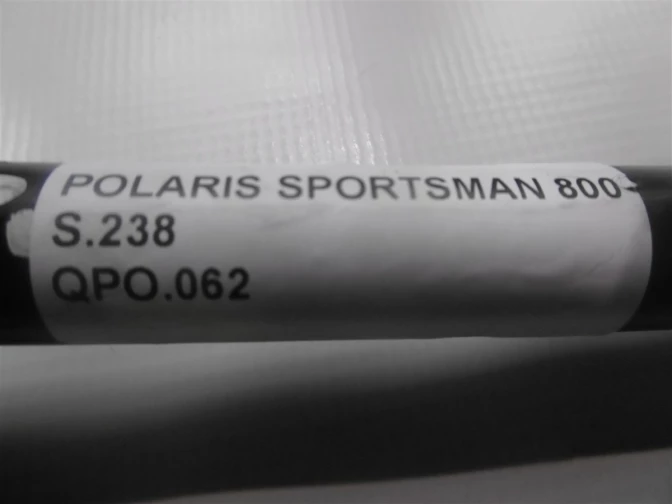 POLARIS SPORTSMAN 800-
S.238
QPO.062